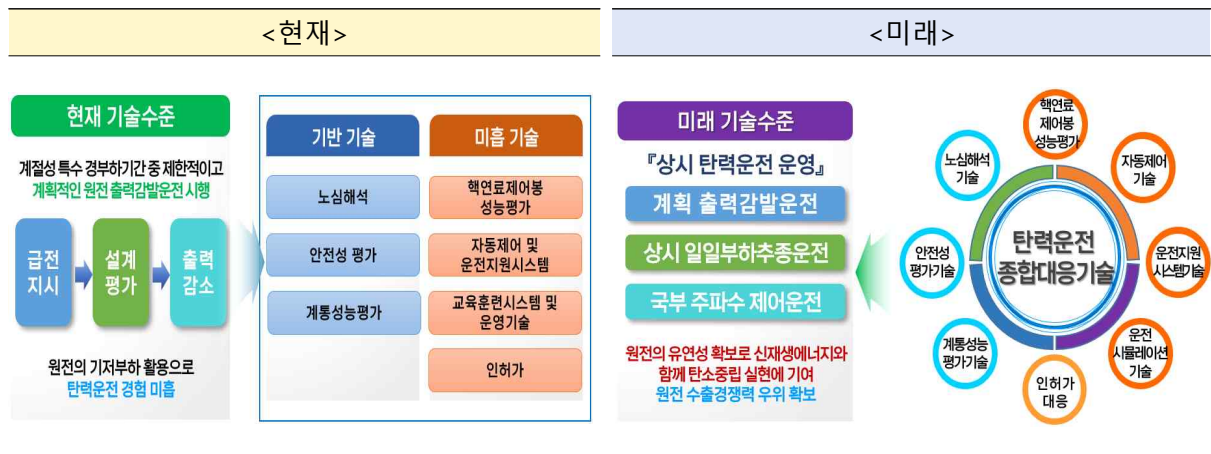 <현재>
현재 기술수준
계절성 특수 경부하기간 중 제한적이고
계획적인 원전 출력감발운전 시행
급전
지시
설계
평가
출력
감소
원전의 기저부하 활용으로
탄력운전 경험 미흡
기반 기술
노심해석
안전성 평가
계통성능평가
미흡 기술
핵연료제어봉
성능평가
자동제어 및
운전지원시스템
교육훈련시스템 및
운영기술
인허가
<미래>
미래 기술수준
『상시 탄력운전 운영』
계획 출력감발운전
상시 일일부하추종운전
국부 주파수 제어운전
원전의 유연성 확보로 신재생에너지와
함께 탄소중립 실현에 기여
원전 수출경쟁력 우위 확보
탄력운전
종합대응기술
핵연료
제어봉
성능평가
자동제어
기술
운전지원
시스템기술
운전
시뮬레이션
기술
인허가
대응
계통성능
평가기술
안전성
평가기술
노심해석
기술